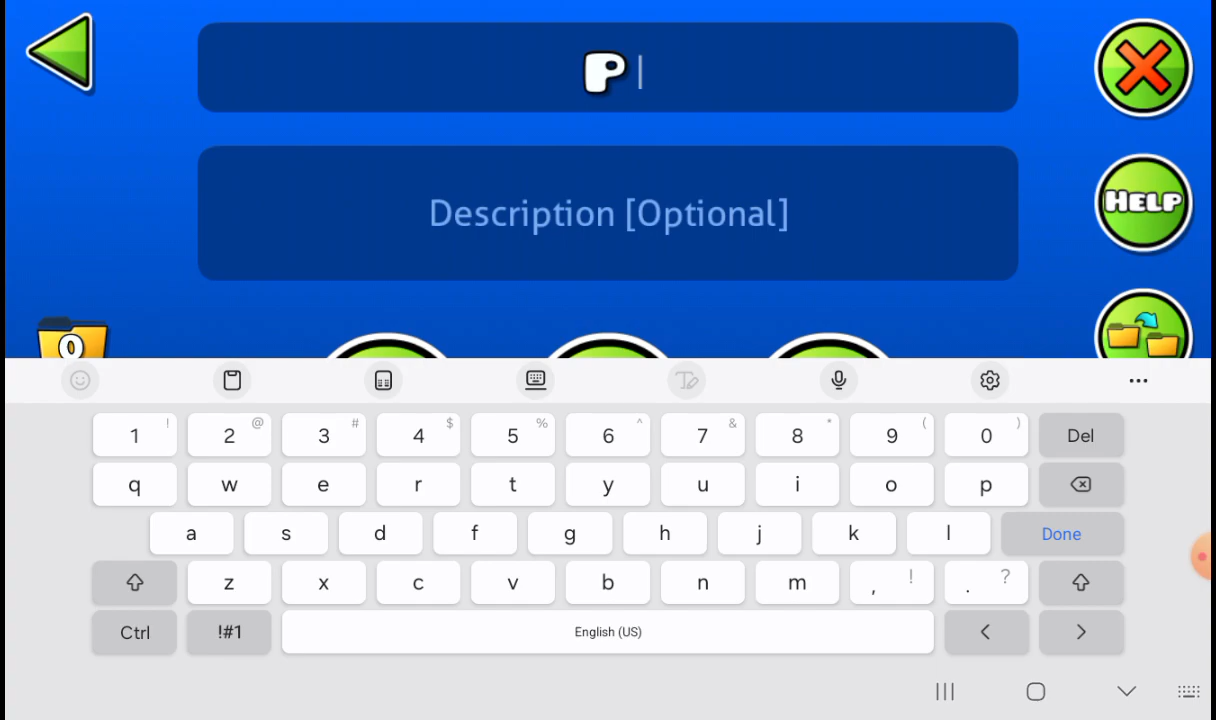 P
Description [Optional]
HELP
0
1 ! 2 @ 3 # 4 $ 5 % 6 ^ 7 & 8 * 9 ( 0 ) Del
q w e r t y u i o p
a s d f g h j k l Done
z x c v b n m , ! . ?
Ctrl !#1 English (US) < >